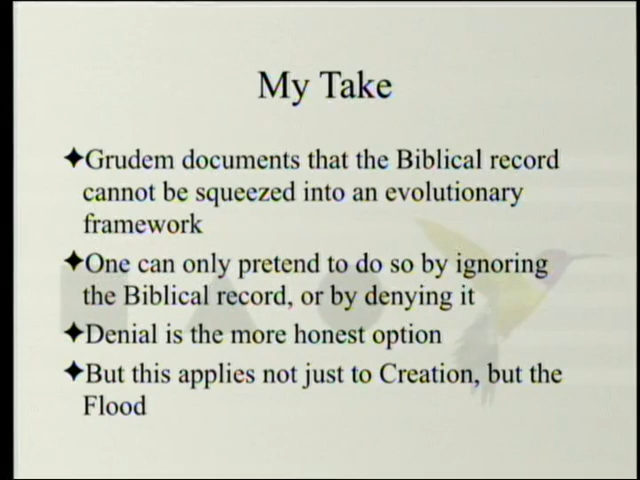 My Take
✦Grudem documents that the Biblical record
cannot be squeezed into an evolutionary
framework
✦One can only pretend to do so by ignoring
the Biblical record, or by denying it
✦Denial is the more honest option
✦But this applies not just to Creation, but the
Flood